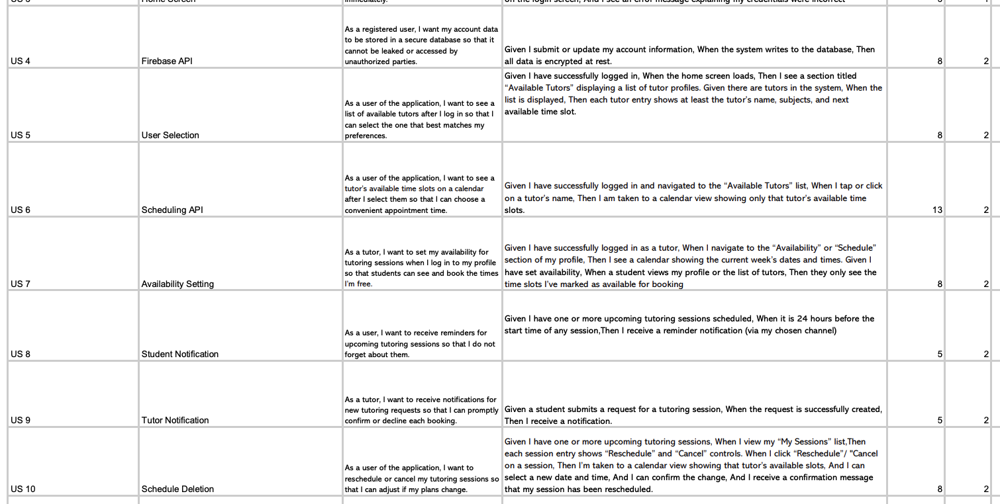 US 4
Firebase API
As a registered user, I want my account data
to be stored in a secure database so that it
cannot be leaked or accessed by
unauthorized parties.
Given I submit or update my account information, When the system writes to the database, Then
all data is encrypted at rest.
8
2
US 5
User Selection
As a user of the application, I want to see a
list of available tutors after I log in so that I
can select the one that best matches my
preferences.
Given I have successfully logged in, When the home screen loads, Then I see a section titled
“Available Tutors” displaying a list of tutor profiles. Given there are tutors in the system, When the
list is displayed, Then each tutor entry shows at least the tutor’s name, subjects, and next
available time slot.
8
2
US 6
Scheduling API
As a user of the application, I want to see a
tutor’s available time slots on a calendar
after I select them so that I can choose a
convenient appointment time.
Given I have successfully logged in and navigated to the “Available Tutors” list, When I tap or click
on a tutor’s name, Then I am taken to a calendar view showing only that tutor’s available time
slots.
13
2
US 7
Availability Setting
As a tutor, I want to set my availability for
tutoring sessions when I log in to my profile
so that students can see and book the times
I’m free.
Given I have successfully logged in as a tutor, When I navigate to the “Availability” or “Schedule”
section of my profile, Then I see a calendar showing the current week’s dates and times. Given I
have set availability, When a student views my profile or the list of tutors, Then they only see the
time slots I’ve marked as available for booking
8
2
US 8
Student Notification
As a user, I want to receive reminders for
upcoming tutoring sessions so that I do not
forget about them.
Given I have one or more upcoming tutoring sessions scheduled, When it is 24 hours before the
start time of any session,Then I receive a reminder notification (via my chosen channel)
5
2
US 9
Tutor Notification
As a tutor, I want to receive notifications for
new tutoring requests so that I can promptly
confirm or decline each booking.
Given a student submits a request for a tutoring session, When the request is successfully created,
Then I receive a notification.
5
2
US 10
Schedule Deletion
As a user of the application, I want to
reschedule or cancel my tutoring sessions so
that I can adjust if my plans change.
Given I have one or more upcoming tutoring sessions, When I view my “My Sessions” list,Then
each session entry shows “Reschedule” and “Cancel” controls. When I click “Reschedule”/ "Cancel
on a session, Then I’m taken to a calendar view showing that tutor’s available slots, And I can
select a new date and time, And I can confirm the change, And I receive a confirmation message
that my session has been rescheduled.
8
2